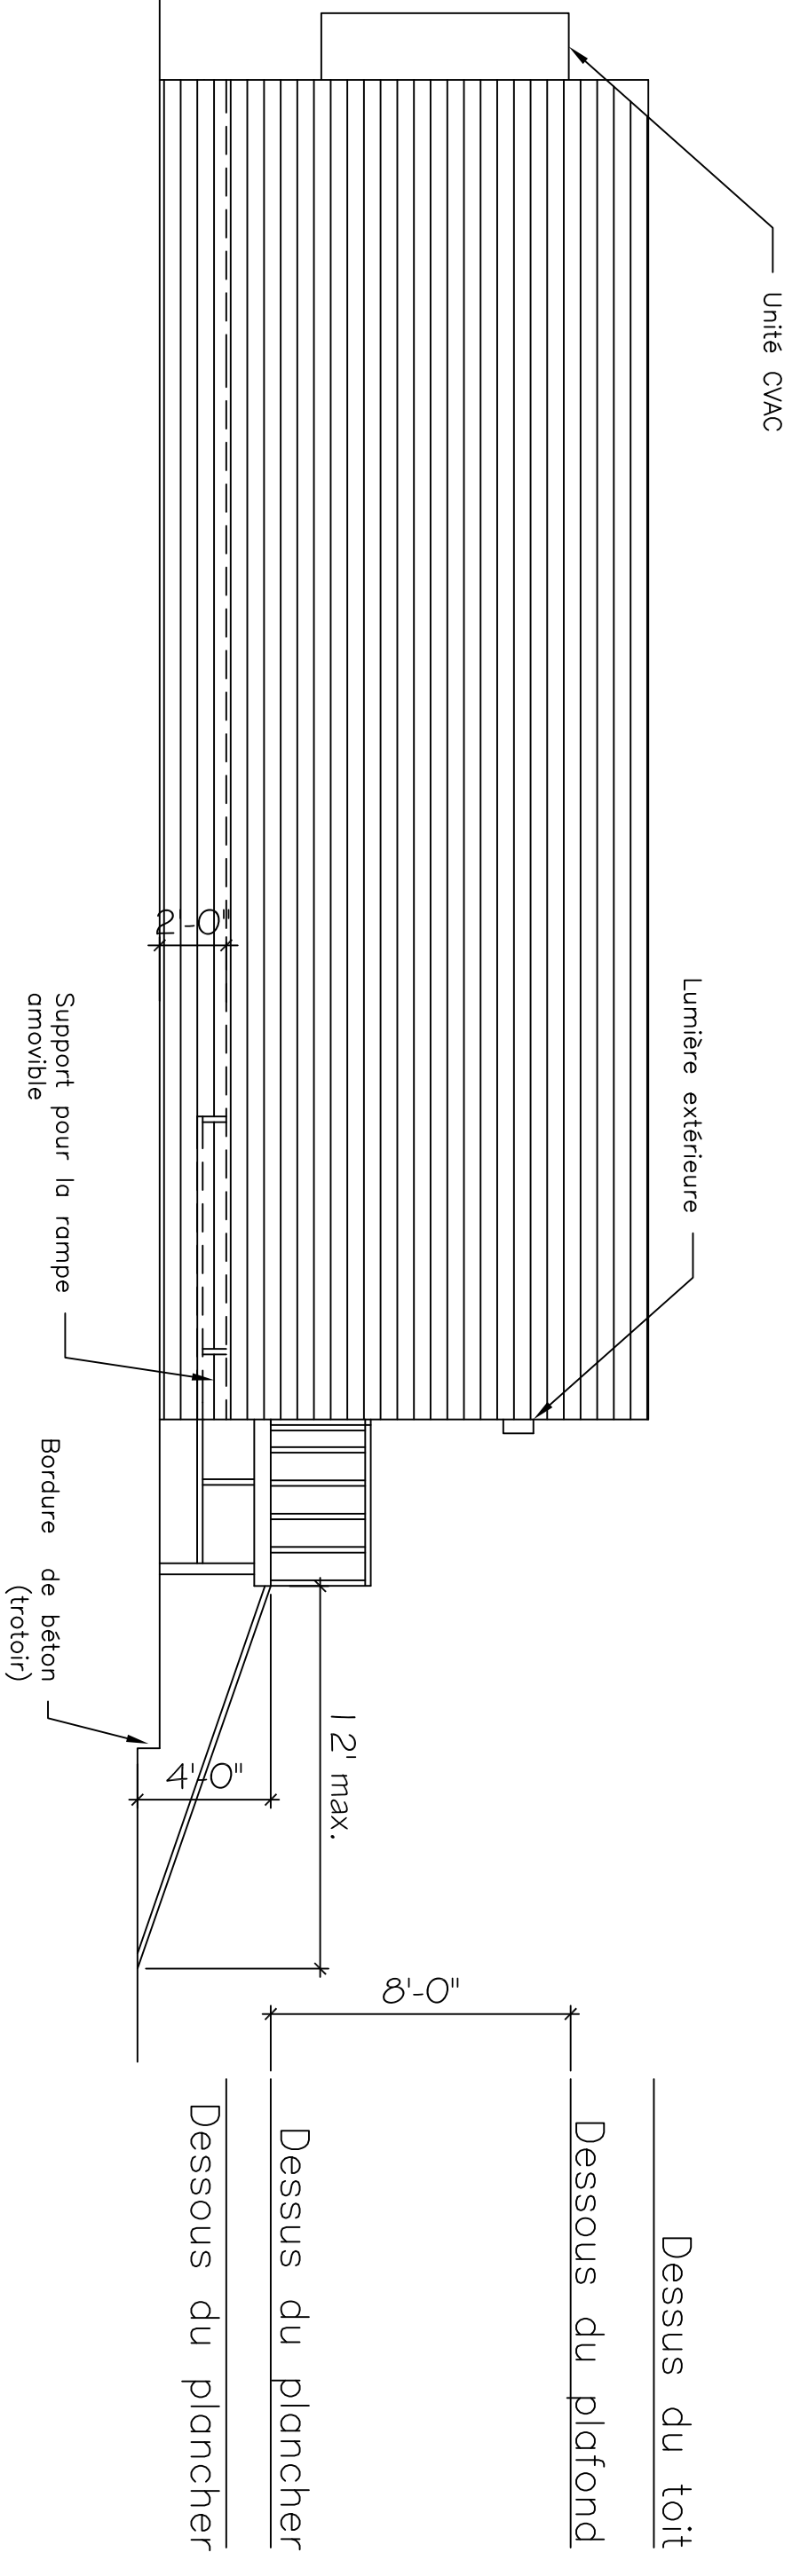 Unité CVAC
Lumière extérieure
2'-0"
Support pour la rampe
amovible
Bordure de béton
(trotoir)
12' max.
4'-0"
8'-0"
Dessus du toit
Dessous du plafond
Dessus du plancher
Dessous du plancher